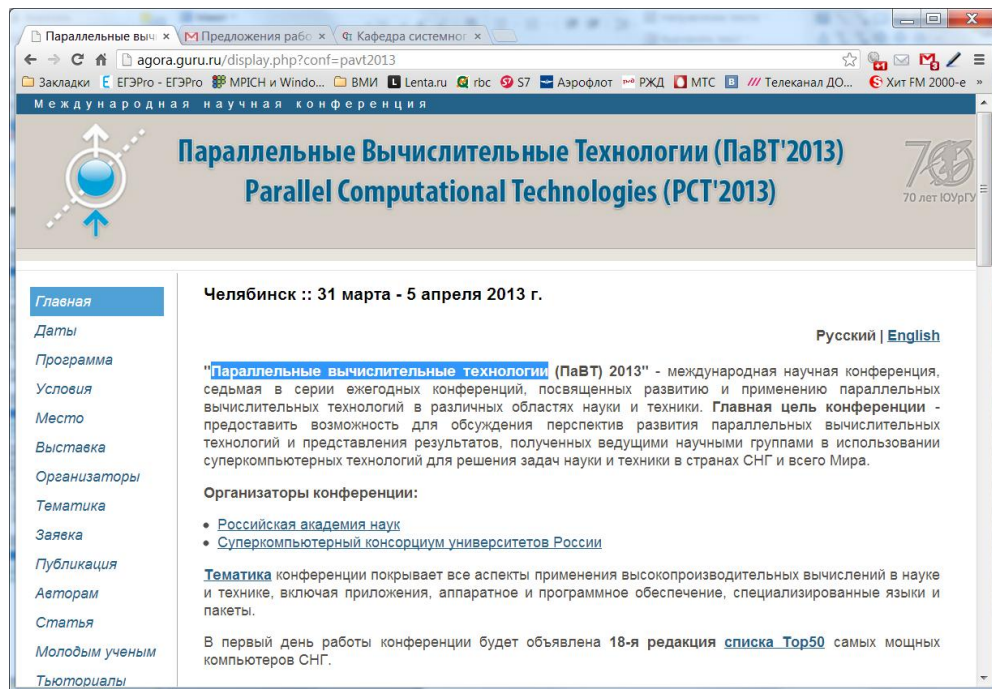 Параллельные выч
Предложения рабо
Кафедра системног
agora.guru.ru/display.php?conf=pavt2013
Закладки
ЕГЭPro - ЕГЭPro
MPICH и Windo...
ВМИ
Lenta.ru
rbc
S7
Аэрофлот
РЖД
МТС
Телеканал ДО...
Хит FM 2000-е
»
Международная научная конференция
Параллельные Вычислительные Технологии (ПаВТ'2013)
Parallel Computational Technologies (PCT'2013)
70 лет ЮУрГУ
Главная
Даты
Программа
Условия
Место
Выставка
Организаторы
Тематика
Заявка
Публикация
Авторам
Статья
Молодым ученым
Тьюториалы
Челябинск :: 31 марта - 5 апреля 2013 г.
Русский | English
"Параллельные вычислительные технологии (ПаВТ) 2013" - международная научная конференция,
седьмая в серии ежегодных конференций, посвященных развитию и применению параллельных
вычислительных технологий в различных областях науки и техники. Главная цель конференции -
предоставить возможность для обсуждения перспектив развития параллельных вычислительных
технологий и представления результатов, полученных ведущими научными группами в использовании
суперкомпьютерных технологий для решения задач науки и техники в странах СНГ и всего Мира.
Организаторы конференции:
• Российская академия наук
• Суперкомпьютерный консорциум университетов России
Тематика конференции покрывает все аспекты применения высокопроизводительных вычислений в науке
и технике, включая приложения, аппаратное и программное обеспечение, специализированные языки и
пакеты.
В первый день работы конференции будет объявлена 18-я редакция списка Top50 самых мощных
компьютеров СНГ.